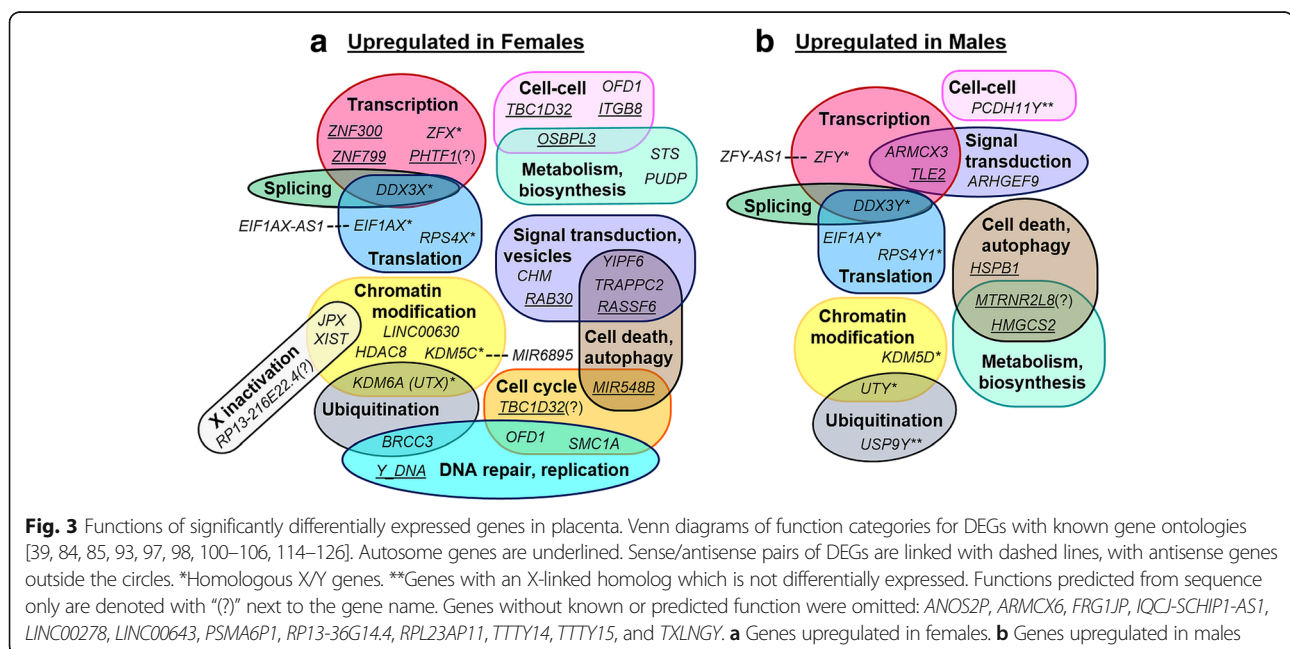 a Upregulated in Females
Transcription
ZNF300 ZFX*
ZNF799 PHTF1(?)
Splicing
DDX3X*
EIF1AX-AS1 --- EIF1AX*
RPS4X*
Translation
Cell-cell OFD1
TBC1D32 ITGB8
OSBPL3
Metabolism, biosynthesis
STS
PUDP
Signal transduction, vesicles
YIPF6
CHM
TRAPPC2
RAB30
RASSF6
Cell death, autophagy
MIR548B
Chromatin modification
JPX
XIST
LINC00630
HDAC8 KDM5C* --- MIR6895
X inactivation
RP13-216E22.4(?)
KDM6A (UTX)*
Ubiquitination
BRCC3
Cell cycle
TBC1D32(?)
OFD1 SMC1A
Y_DNA DNA repair, replication
b Upregulated in Males
Cell-cell
PCDH11Y**
Transcription
ZFY-AS1 --- ZFY*
ARMCX3
TLE2
Signal transduction
ARHGEF9
Splicing
DDX3Y*
EIF1AY*
RPS4Y1*
Translation
Cell death, autophagy
HSPB1
MTRNR2L8(?)
HMGCS2
Metabolism, biosynthesis
Chromatin modification
KDM5D*
UTY*
Ubiquitination
USP9Y**
Fig. 3 Functions of significantly differentially expressed genes in placenta. Venn diagrams of function categories for DEGs with known gene ontologies
[39, 84, 85, 93, 97, 98, 100–106, 114–126]. Autosome genes are underlined. Sense/antisense pairs of DEGs are linked with dashed lines, with antisense genes
outside the circles. *Homologous X/Y genes. **Genes with an X-linked homolog which is not differentially expressed. Functions predicted from sequence
only are denoted with "(?)" next to the gene name. Genes without known or predicted function were omitted: ANOS2P, ARMCX6, FRG1JP, IQCJ-SCHIP1-AS1,
LINC00278, LINC00643, PSMA6P1, RP13-36G14.4, RPL23AP11, TTTY14, TTTY15, and TXLNGY. a Genes upregulated in females. b Genes upregulated in males